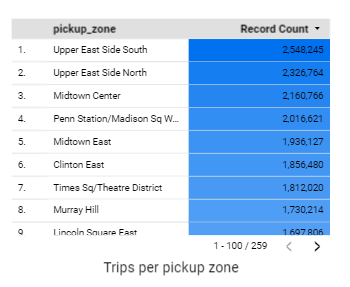 pickup_zone Record Count
1. Upper East Side South 2,548,245
2. Upper East Side North 2,326,764
3. Midtown Center 2,160,766
4. Penn Station/Madison Sq W... 2,016,621
5. Midtown East 1,936,127
6. Clinton East 1,856,480
7. Times Sq/Theatre District 1,812,020
8. Murray Hill 1,730,214
9. Lincoln Square East 1,697,806
1 - 100 / 259
Trips per pickup zone